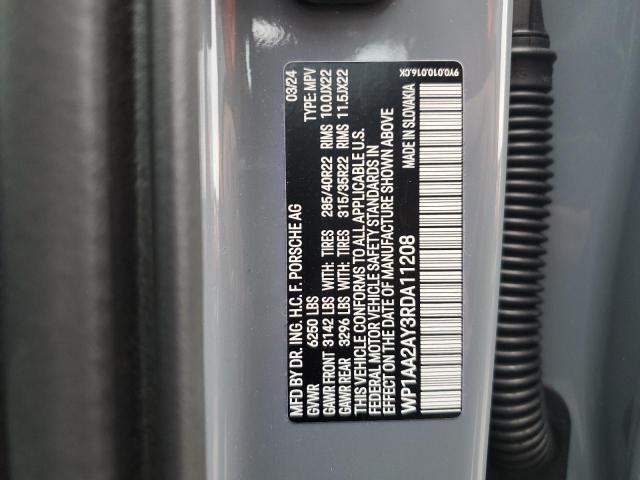 MFD BY DR. ING. H.C. F. PORSCHE AG 03/24
GVWR 6250 LBS TYPE: MPV
GAWR FRONT 3142 LBS WITH: TIRES 285/40R22 RIMS 10.0JX22
GAWR REAR 3296 LBS WITH: TIRES 315/35R22 RIMS 11.5JX22
THIS VEHICLE CONFORMS TO ALL APPLICABLE U.S.
FEDERAL MOTOR VEHICLE SAFETY STANDARDS IN
EFFECT ON THE DATE OF MANUFACTURE SHOWN ABOVE
WP1AA2AY3RDA11208 MADE IN SLOVAKIA
9Y0.010.016.CK